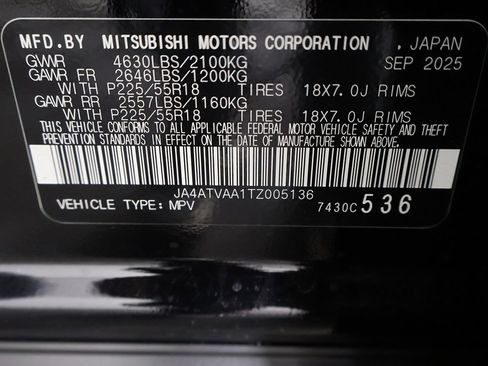 MFD.BY MITSUBISHI MOTORS CORPORATION . JAPAN
GVWR 4630LBS/2100KG SEP 2025
GAWR FR 2646LBS/1200KG
WITH P225/55R18 TIRES 18X7.0J RIMS
GAWR RR 2557LBS/1160KG
WITH P225/55R18 TIRES 18X7.0J RIMS
THIS VEHICLE CONFORMS TO ALL APPLICABLE FEDERAL MOTOR VEHICLE SAFETY AND THEFT
PREVENTION STANDARDS IN EFFECT ON THE DATE OF MANUFACTURE SHOWN ABOVE.
JA4ATVAA1TZ005136
VEHICLE TYPE: MPV 7430C 536